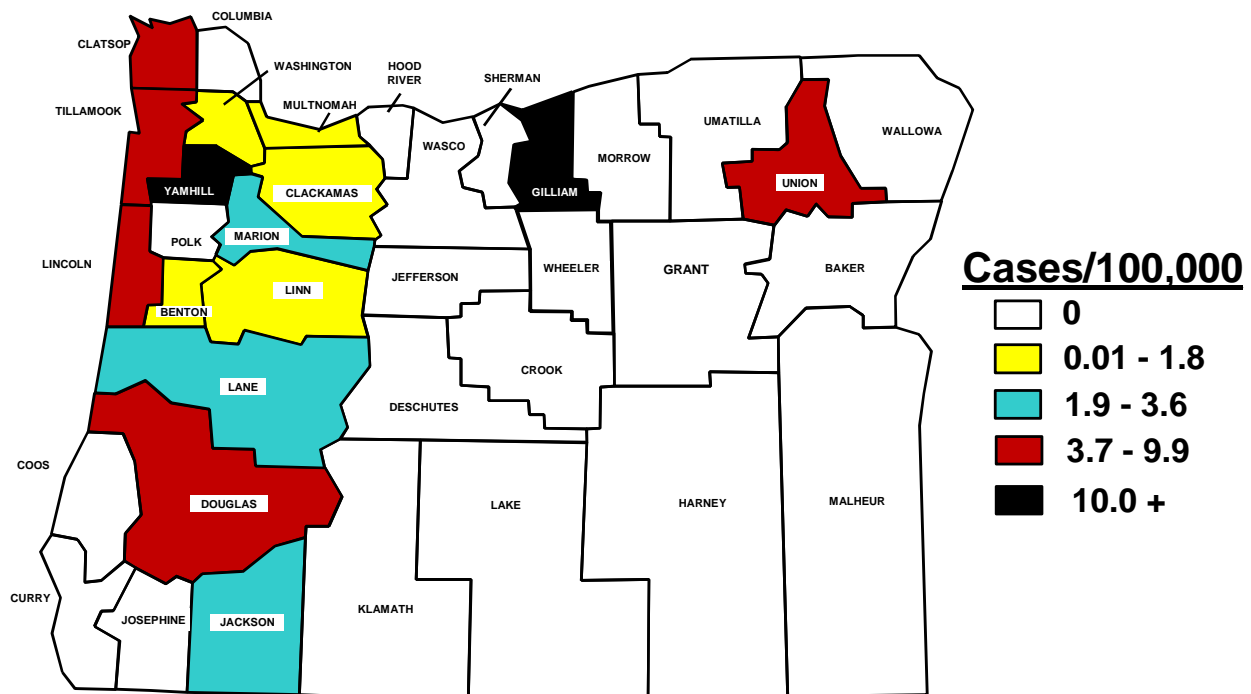 COLUMBIA
CLATSOP
WASHINGTON
HOOD
RIVER
SHERMAN
TILLAMOOK
MULTNOMAH
UMATILLA
WALLOWA
WASCO
MORROW
YAMHILL
CLACKAMAS
GILLIAM
UNION
MARION
POLK
LINCOLN
JEFFERSON
WHEELER
GRANT
BAKER
LINN
BENTON
LANE
CROOK
DESCHUTES
COOS
DOUGLAS
LAKE
HARNEY
MALHEUR
CURRY
JOSEPHINE
JACKSON
KLAMATH
Cases/100,000
0
0.01 - 1.8
1.9 - 3.6
3.7 - 9.9
10.0 +